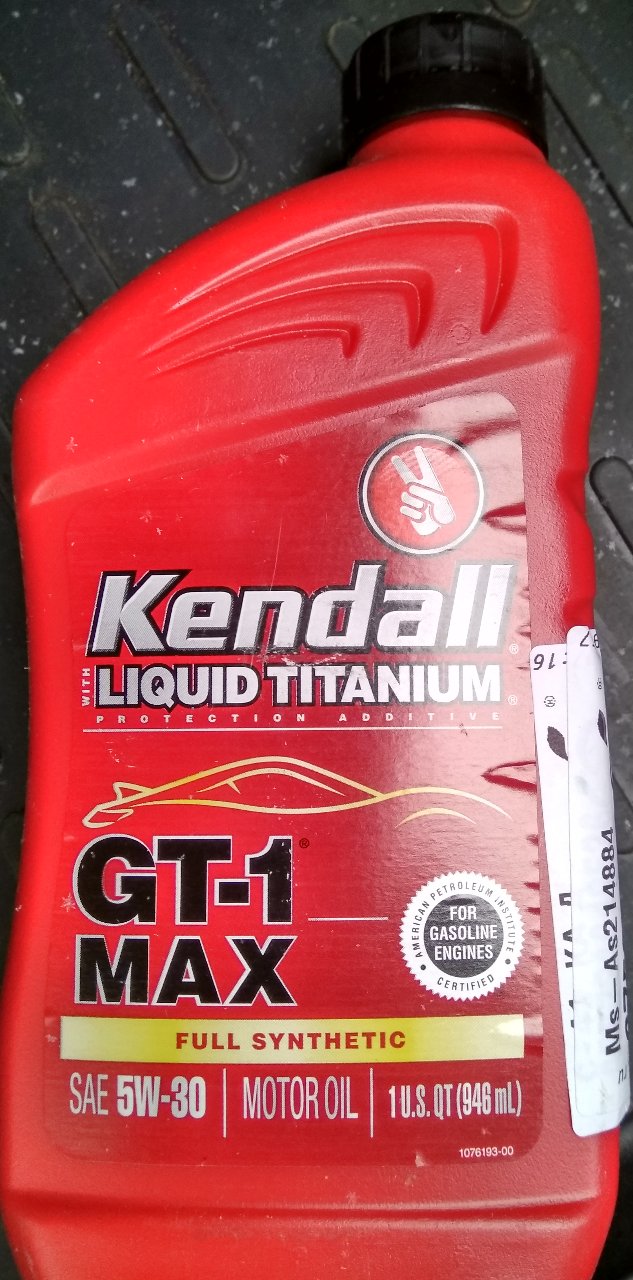 Kendall®
WITH LIQUID TITANIUM®
PROTECTION ADDITIVE
GT-1®
MAX
AMERICAN PETROLEUM INSTITUTE
FOR
GASOLINE
ENGINES
CERTIFIED
FULL SYNTHETIC
SAE 5W-30 MOTOR OIL 1 U.S. QT (946 mL)
1076193-00
Ms-As214884